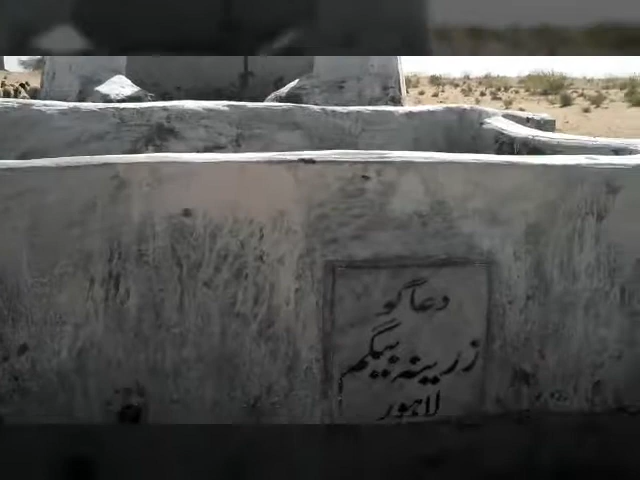 دعاگو
زرینہ بیگم
لاہور